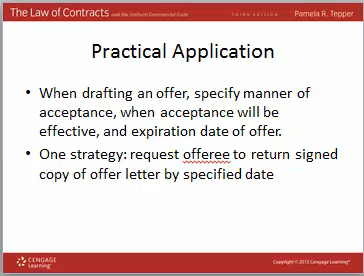 The Law of Contracts and the Uniform Commercial Code THIRD EDITION Pamela R. Tepper
Practical Application
• When drafting an offer, specify manner of
acceptance, when acceptance will be
effective, and expiration date of offer.
• One strategy: request offeree to return signed
copy of offer letter by specified date
CENGAGE
Learning™
Copyright © 2015 Cengage Learning®